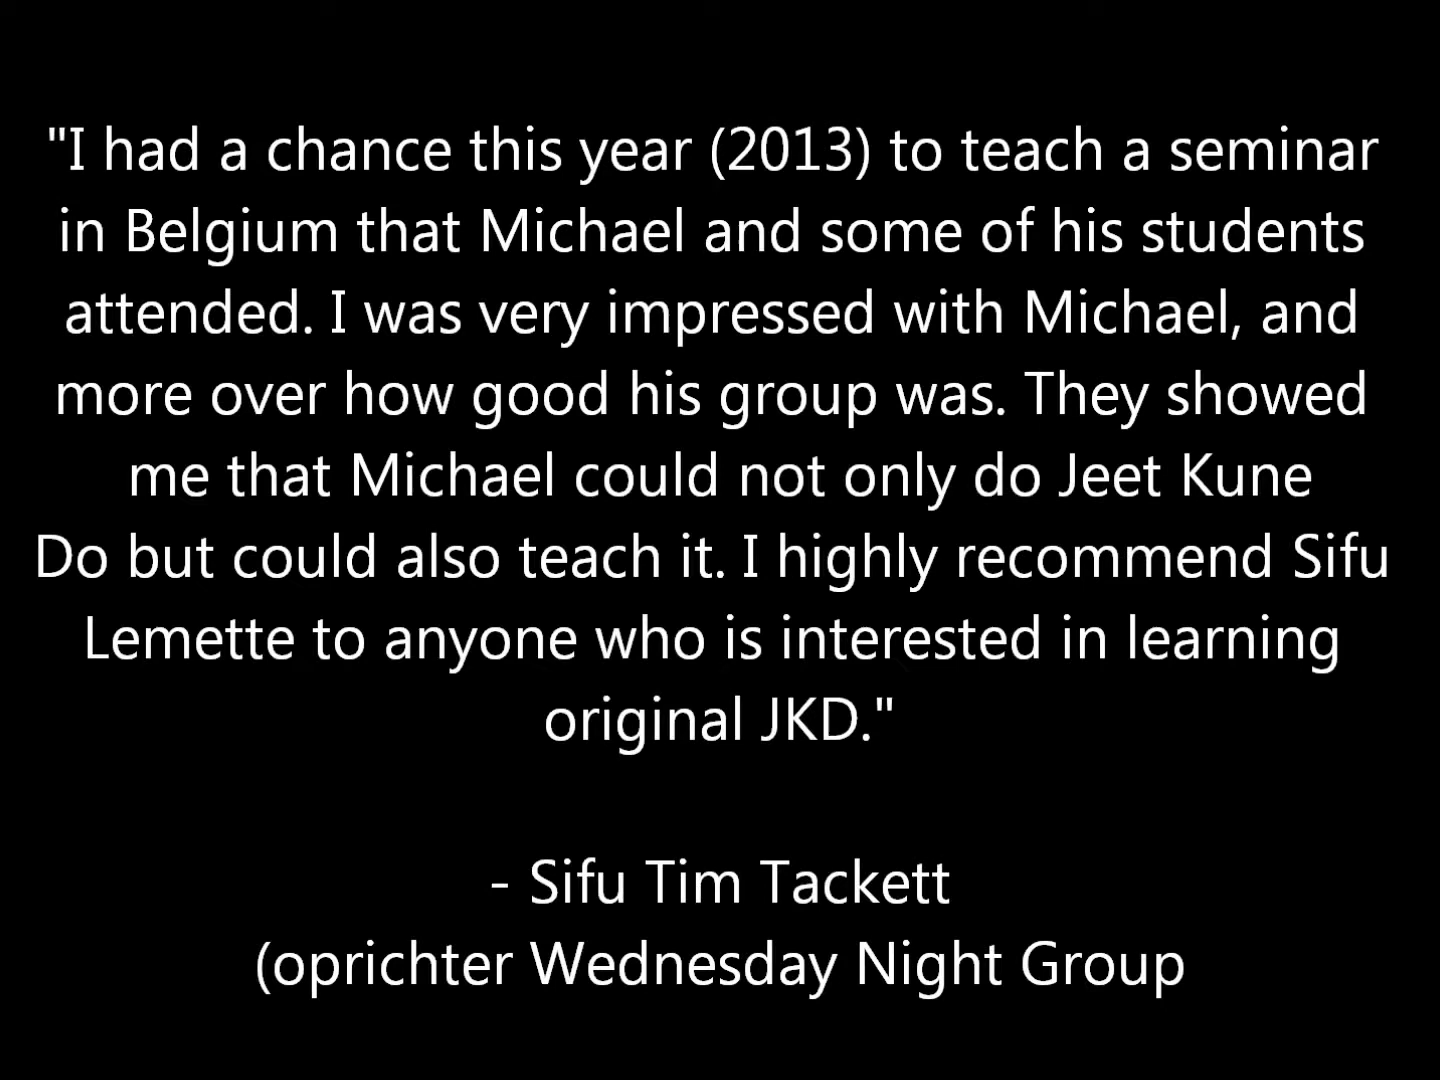 "I had a chance this year (2013) to teach a seminar
in Belgium that Michael and some of his students
attended. I was very impressed with Michael, and
more over how good his group was. They showed
me that Michael could not only do Jeet Kune
Do but could also teach it. I highly recommend Sifu
Lemette to anyone who is interested in learning
original JKD."
- Sifu Tim Tackett
(oprichter Wednesday Night Group